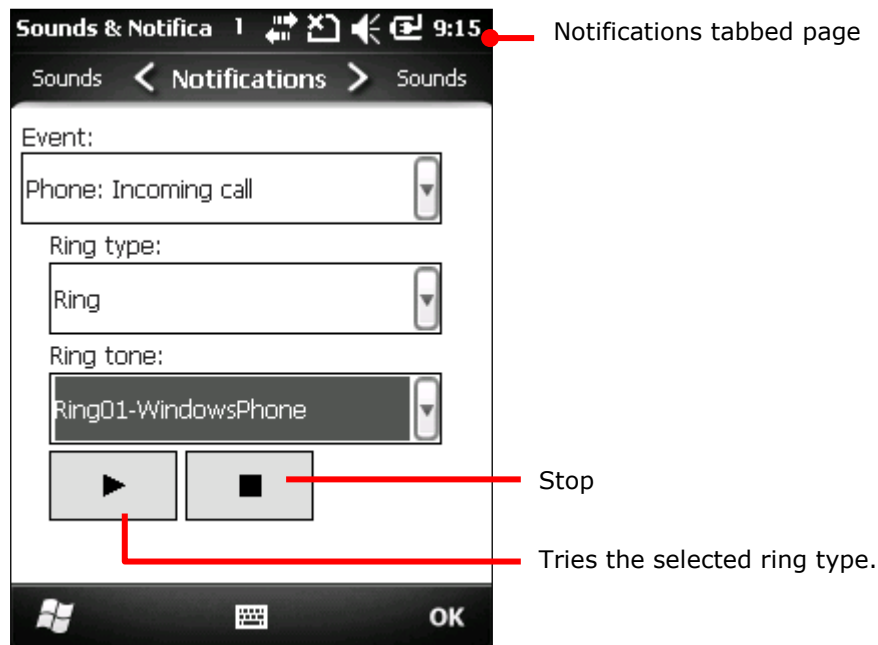 Sounds & Notifica 9:15
Notifications tabbed page
Sounds Notifications Sounds
Event:
Phone: Incoming call
Ring type:
Ring
Ring tone:
Ring01-WindowsPhone
Stop
Tries the selected ring type.
OK